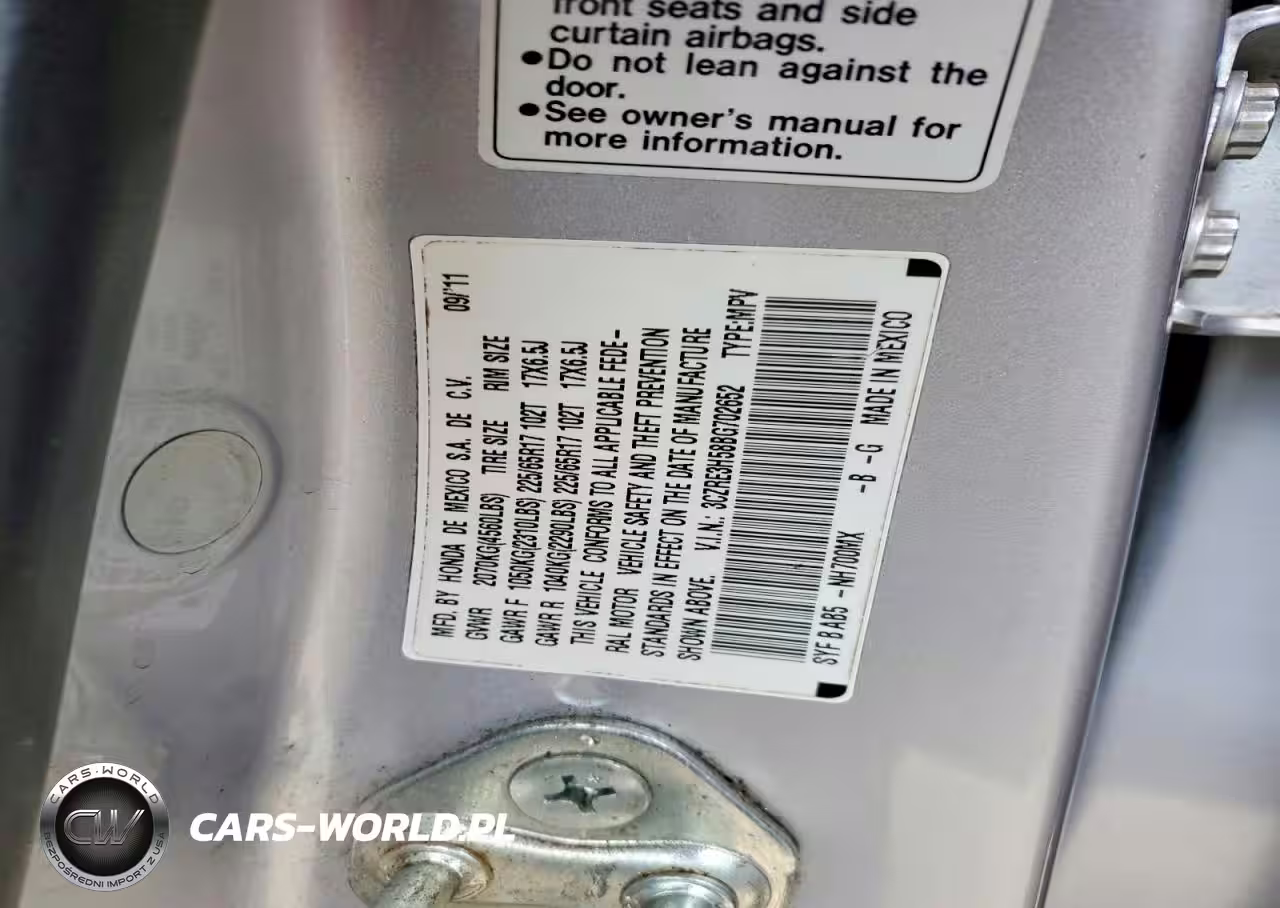 front seats and side
curtain airbags.
●Do not lean against the
door.
●See owner's manual for
more information.
MFD. BY HONDA DE MEXICO S.A. DE C.V. 09/'11
GVWR 2070KG(4560LBS) TIRE SIZE RIM SIZE
GAWR F 1050KG(2310LBS) 225/65R17 102T 17X6.5J
GAWR R 1040KG(2290LBS) 225/65R17 102T 17X6.5J
THIS VEHICLE CONFORMS TO ALL APPLICABLE FEDE-
RAL MOTOR VEHICLE SAFETY AND THEFT PREVENTION
STANDARDS IN EFFECT ON THE DATE OF MANUFACTURE
SHOWN ABOVE. V.I.N.: 3CZRE3H58BG702652 TYPE:MPV
SYF B AB5 -NH700MX -B -G MADE IN MEXICO
CARS-WORLD
CW
BEZPOŚREDNI IMPORT Z USA
CARS-WORLD.PL